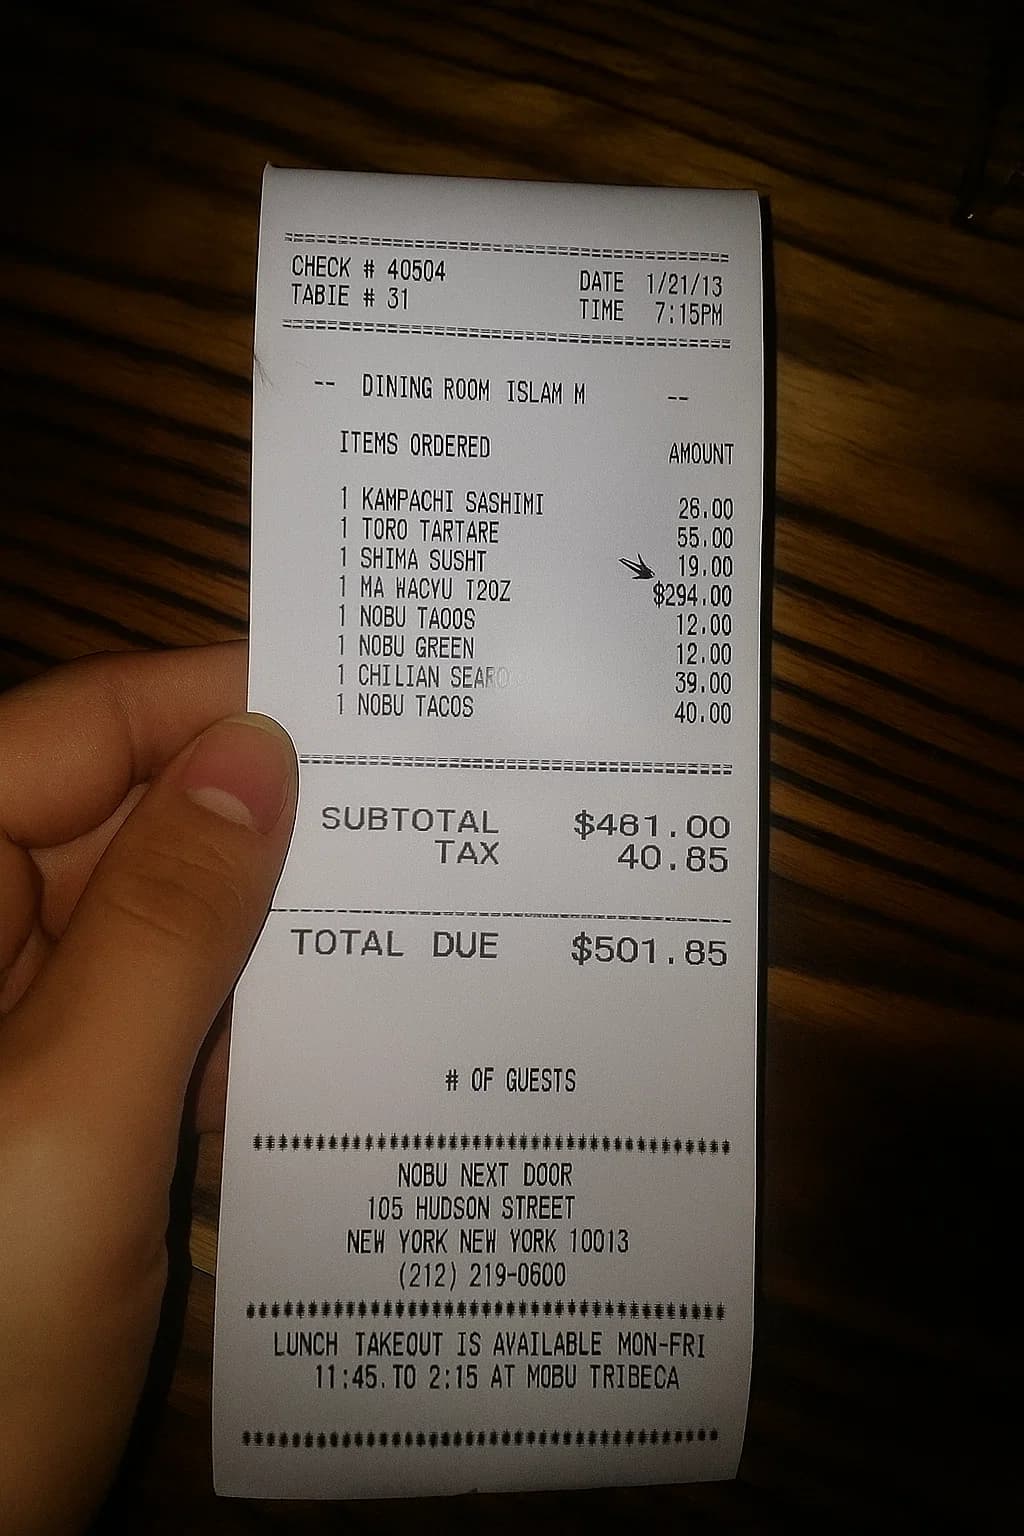 CHECK # 40504 DATE 1/21/13
TABIE # 31 TIME 7:15PM
-- DINING ROOM ISLAM M --
ITEMS ORDERED AMOUNT
1 KAMPACHI SASHIMI 26.00
1 TORO TARTARE 55.00
1 SHIMA SUSHT 19.00
1 MA WACYU T20Z $294.00
1 NOBU TAOOS 12.00
1 NOBU GREEN 12.00
1 CHILIAN SEARO 39.00
1 NOBU TACOS 40.00
SUBTOTAL $461.00
TAX 40.85
TOTAL DUE $501.85
# OF GUESTS
NOBU NEXT DOOR
105 HUDSON STREET
NEW YORK NEW YORK 10013
(212) 219-0600
LUNCH TAKEOUT IS AVAILABLE MON-FRI
11:45.TO 2:15 AT MOBU TRIBECA